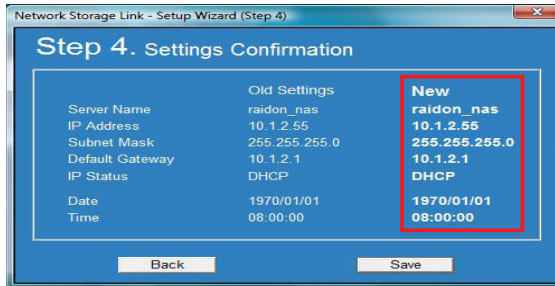 Network Storage Link - Setup Wizard (Step 4)
Step 4. Settings Confirmation
Old Settings New
Server Name raidon_nas raidon_nas
IP Address 10.1.2.55 10.1.2.55
Subnet Mask 255.255.255.0 255.255.255.0
Default Gateway 10.1.2.1 10.1.2.1
IP Status DHCP DHCP
Date 1970/01/01 1970/01/01
Time 08:00:00 08:00:00
Back Save